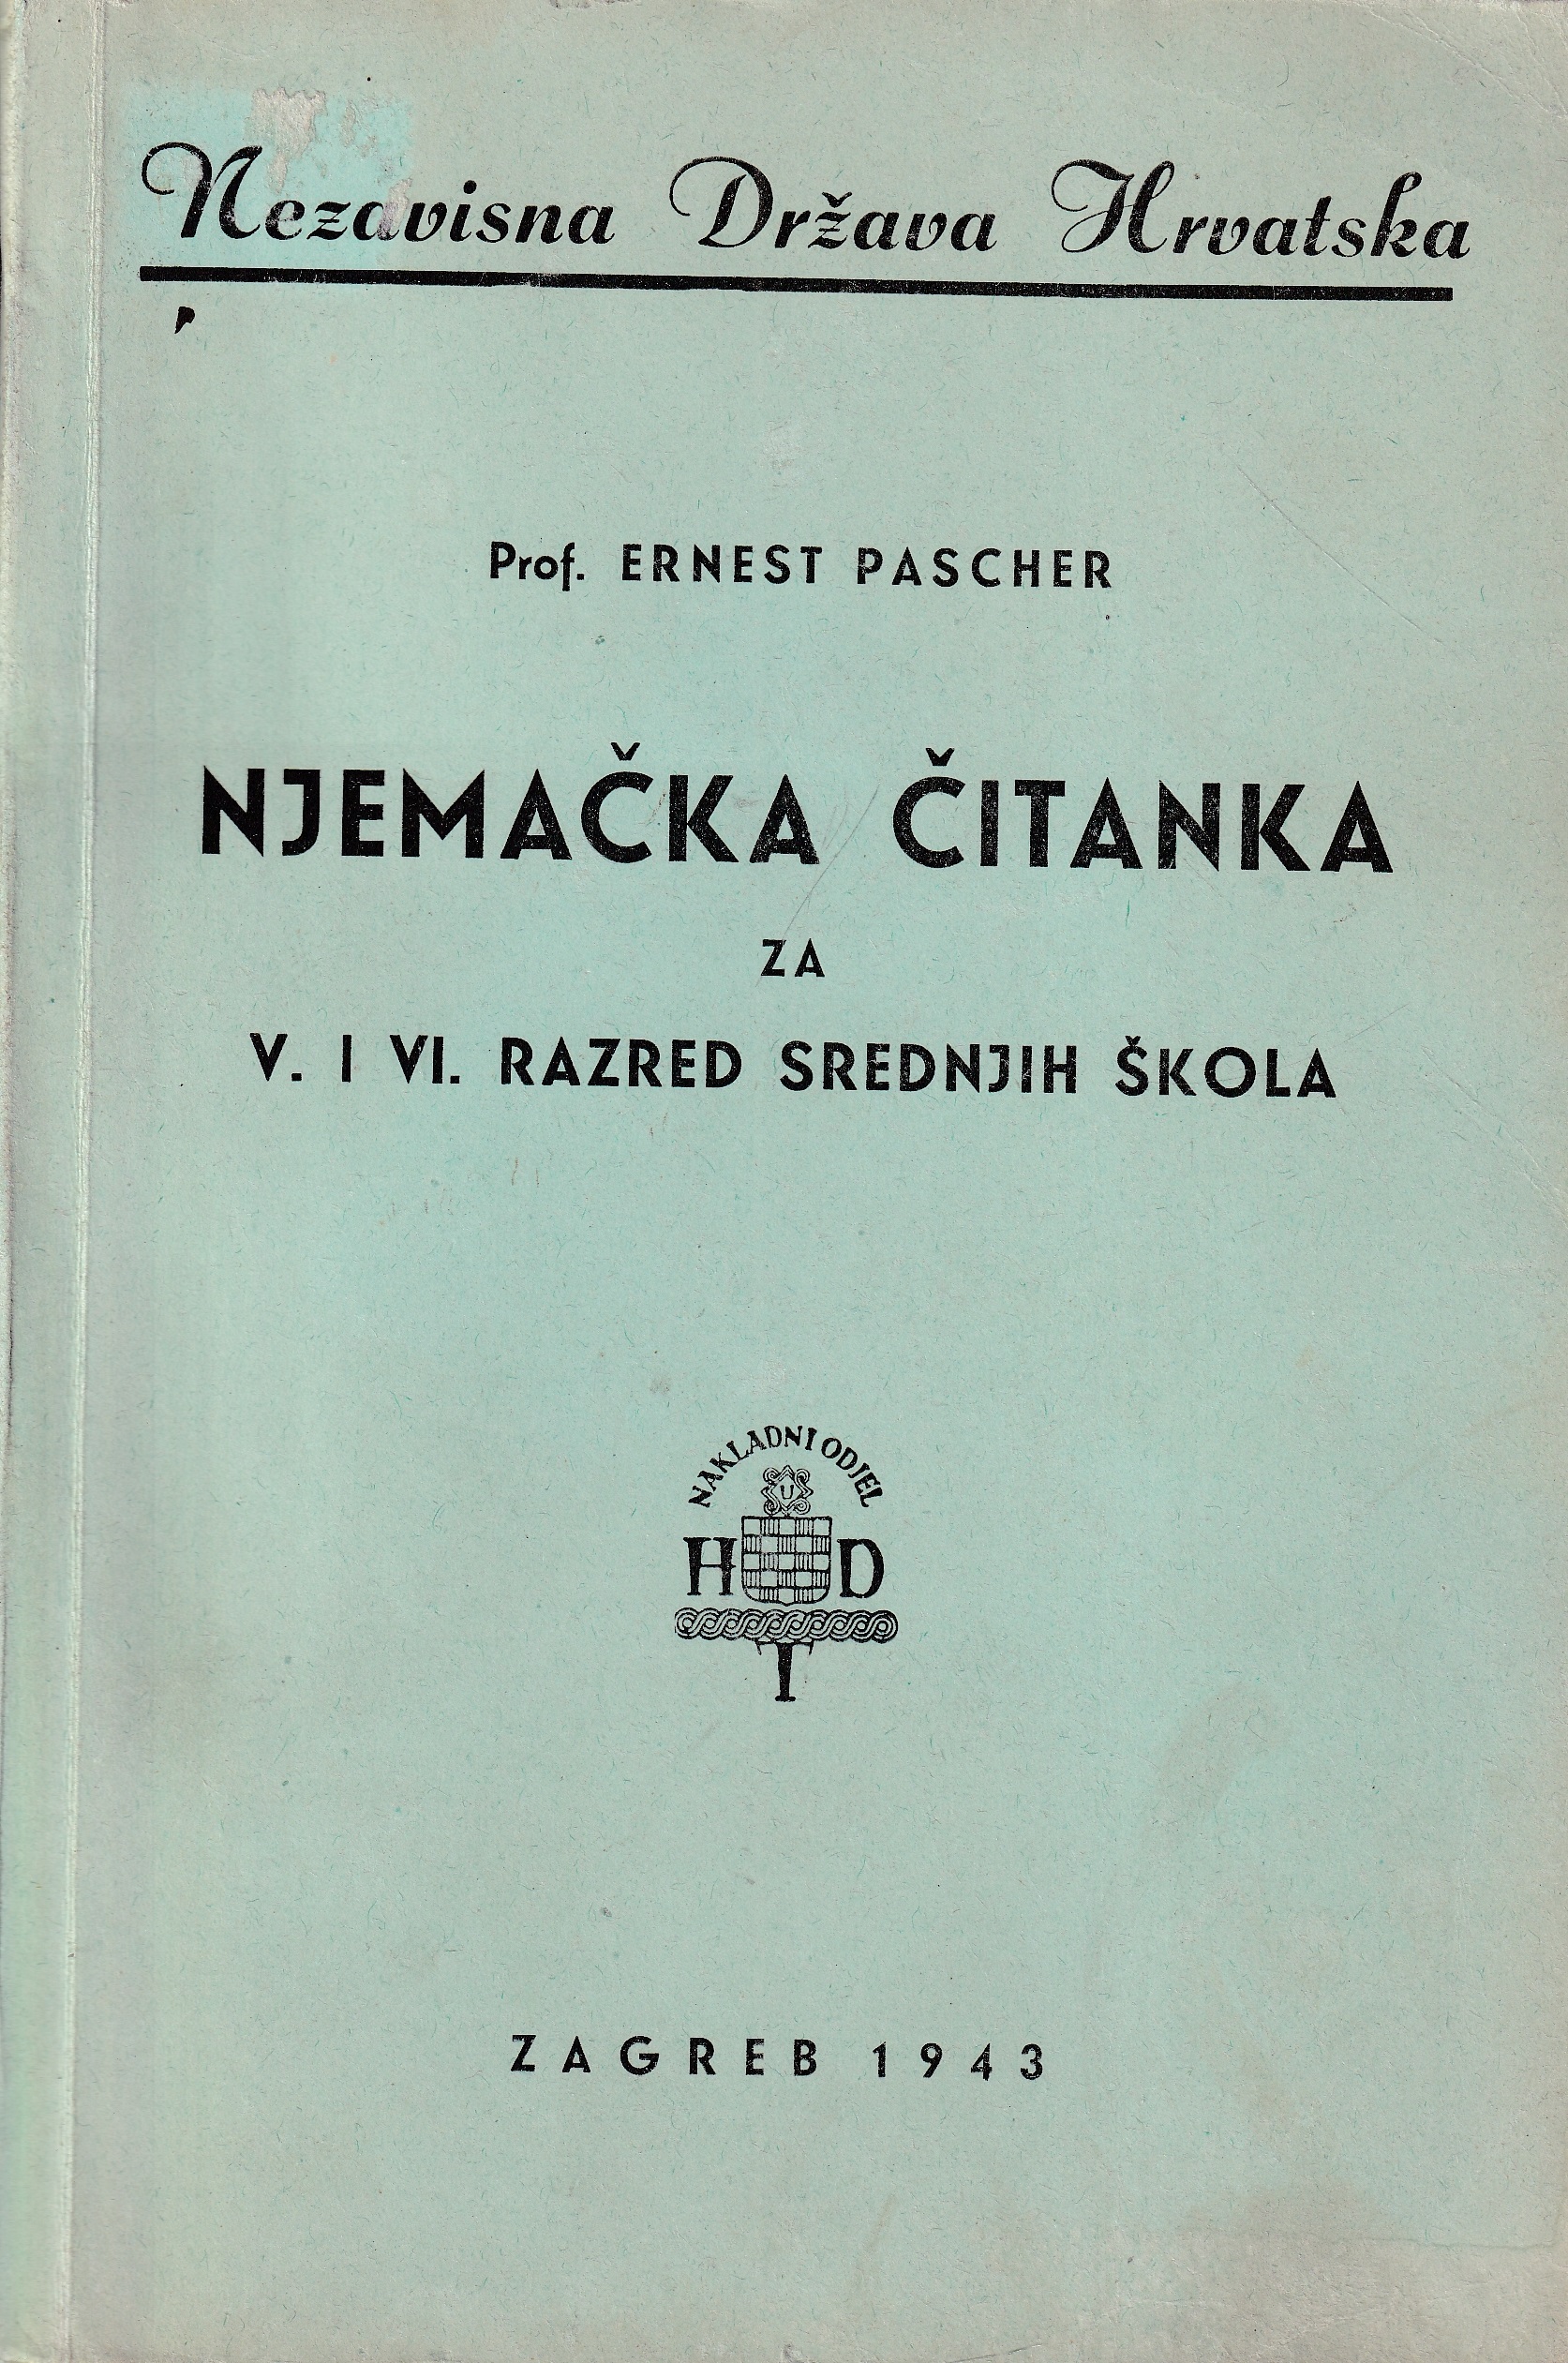 Nezavisna Država Hrvatska
Prof. ERNEST PASCHER
NJEMAČKA ČITANKA
ZA
V. I VI. RAZRED SREDNJIH ŠKOLA
NAKLADNI ODJEL
U
H D
T
ZAGREB 1943